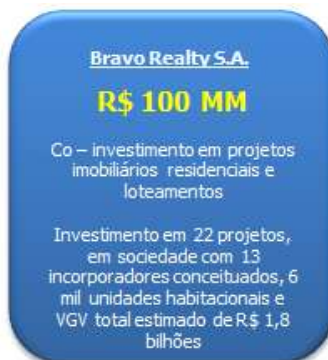 Bravo Realty S.A.
R$ 100 MM
Co – investimento em projetos
imobiliários residenciais e
loteamentos
Investimento em 22 projetos,
em sociedade com 13
incorporadores conceituados, 6
mil unidades habitacionais e
VGV total estimado de R$ 1,8
bilhões